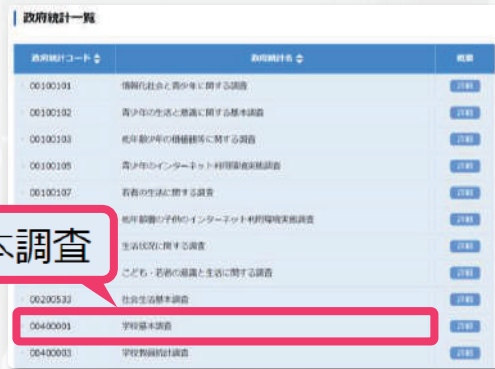 政府統計一覧
政府統計コード 政府統計名 概要
00100101 情報化社会と青少年に関する調査 詳細
00100102 青少年の生活と意識に関する基本調査 詳細
00100103 低年齢少年の価値観等に関する調査 詳細
00100105 青少年のインターネット利用環境実態調査 詳細
00100107 若者の生活に関する調査 詳細
低年齢層の子供のインターネット利用環境実態調査 詳細
本調査
生活状況に関する調査 詳細
こども・若者の意識と生活に関する調査 詳細
00200533 社会生活基本調査 詳細
00400001 学校基本調査 詳細
00400003 学校教員統計調査 詳細